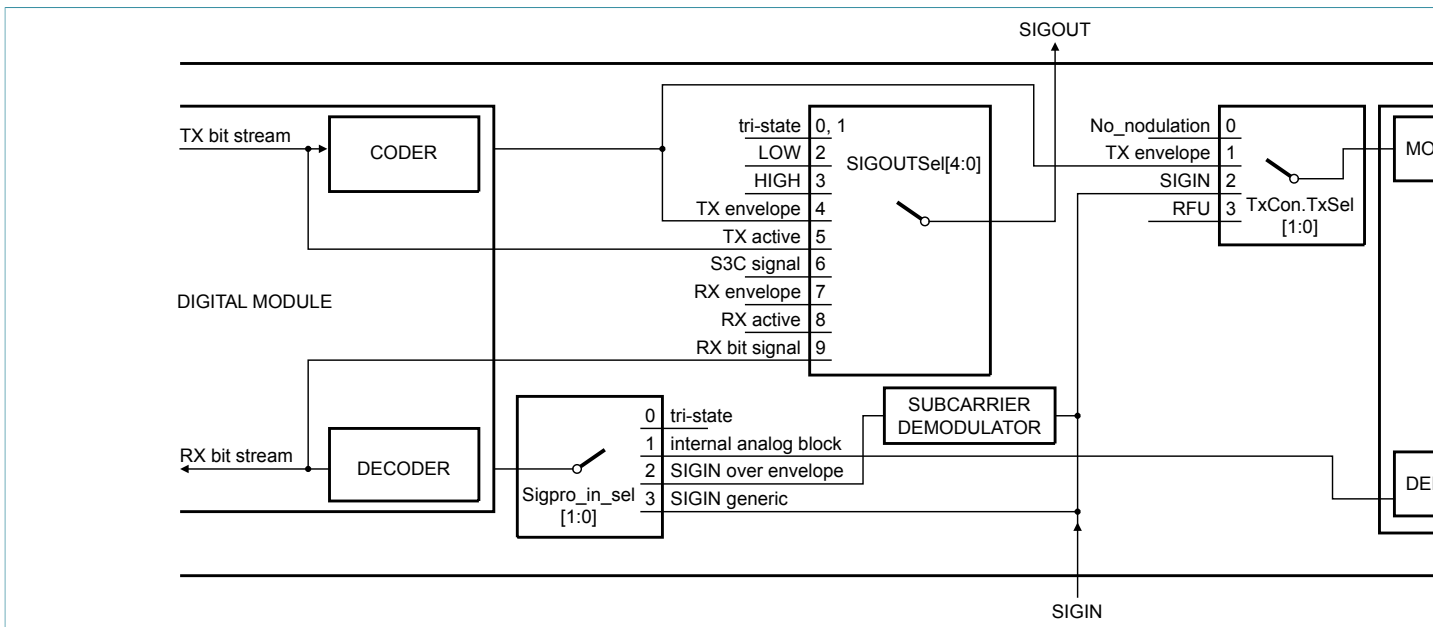 SIGOUT
TX bit stream
CODER
tri-state 0, 1
LOW 2
HIGH 3
TX envelope 4
TX active 5
S3C signal 6
RX envelope 7
RX active 8
RX bit signal 9
SIGOUTSel[4:0]
No_nodulation 0
TX envelope 1
SIGIN 2
RFU 3
TxCon.TxSel
[1:0]
MO
DIGITAL MODULE
RX bit stream
DECODER
Sigpro_in_sel
[1:0]
0 tri-state
1 internal analog block
2 SIGIN over envelope
3 SIGIN generic
SUBCARRIER
DEMODULATOR
DE
SIGIN